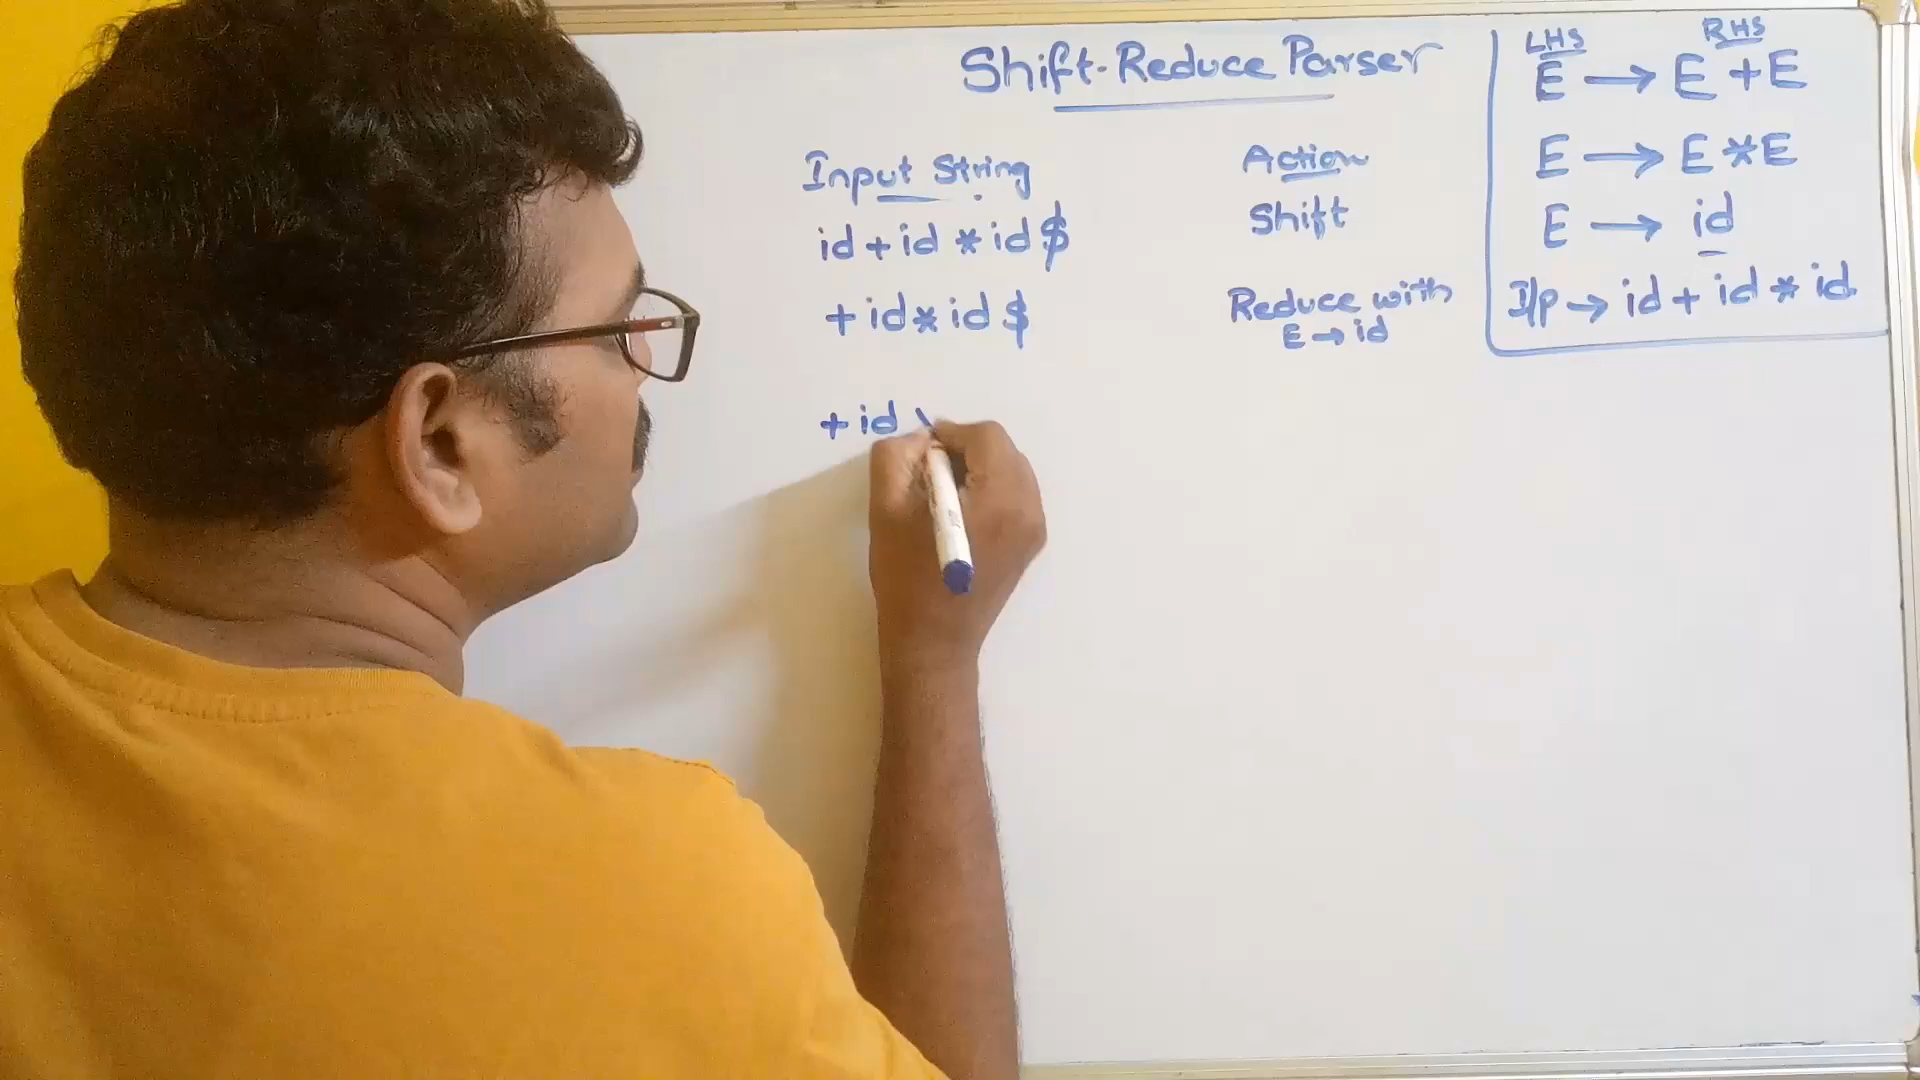 Shift-Reduce Parser
Input String Action
id + id * id $ Shift
+ id * id $ Reduce with
E → id
+ id
LHS RHS
E → E + E
E → E * E
E → id
I/p → id + id * id